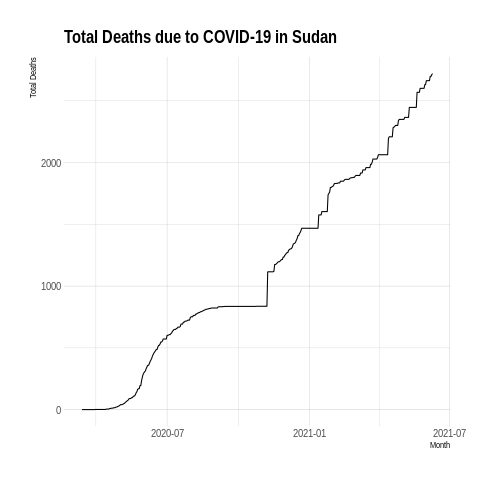 Total Deaths due to COVID-19 in Sudan
Total Deaths
2000
1000
0
2020-07
2021-01
2021-07
Month